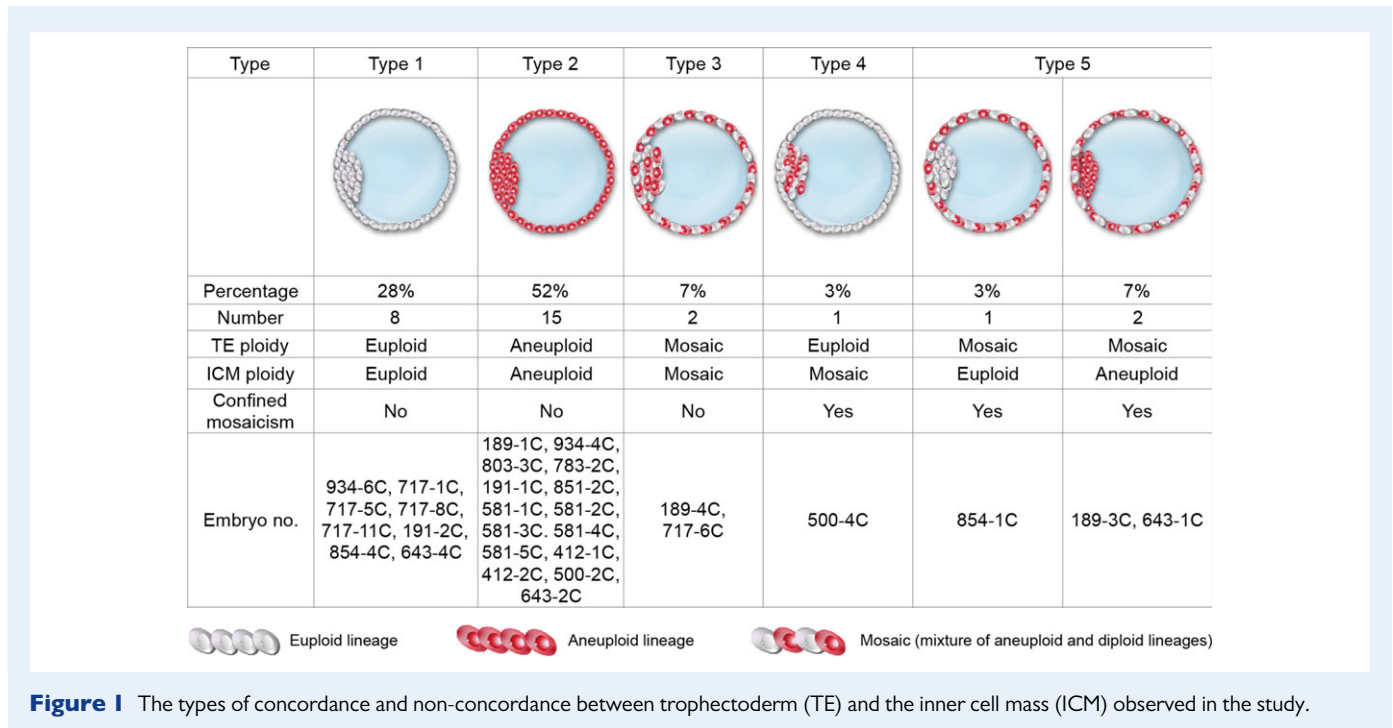 Type Type 1 Type 2 Type 3 Type 4 Type 5
Percentage 28% 52% 7% 3% 3% 7%
Number 8 15 2 1 1 2
TE ploidy Euploid Aneuploid Mosaic Euploid Mosaic Mosaic
ICM ploidy Euploid Aneuploid Mosaic Mosaic Euploid Aneuploid
Confined
mosaicism
No No No Yes Yes Yes
Embryo no.
934-6C, 717-1C,
717-5C, 717-8C,
717-11C, 191-2C,
854-4C, 643-4C
189-1C, 934-4C,
803-3C, 783-2C,
191-1C, 851-2C,
581-1C, 581-2C,
581-3C. 581-4C,
581-5C, 412-1C,
412-2C, 500-2C,
643-2C
189-4C,
717-6C
500-4C
854-1C
189-3C, 643-1C
Euploid lineage Aneuploid lineage Mosaic (mixture of aneuploid and diploid lineages)
Figure 1 The types of concordance and non-concordance between trophectoderm (TE) and the inner cell mass (ICM) observed in the study.